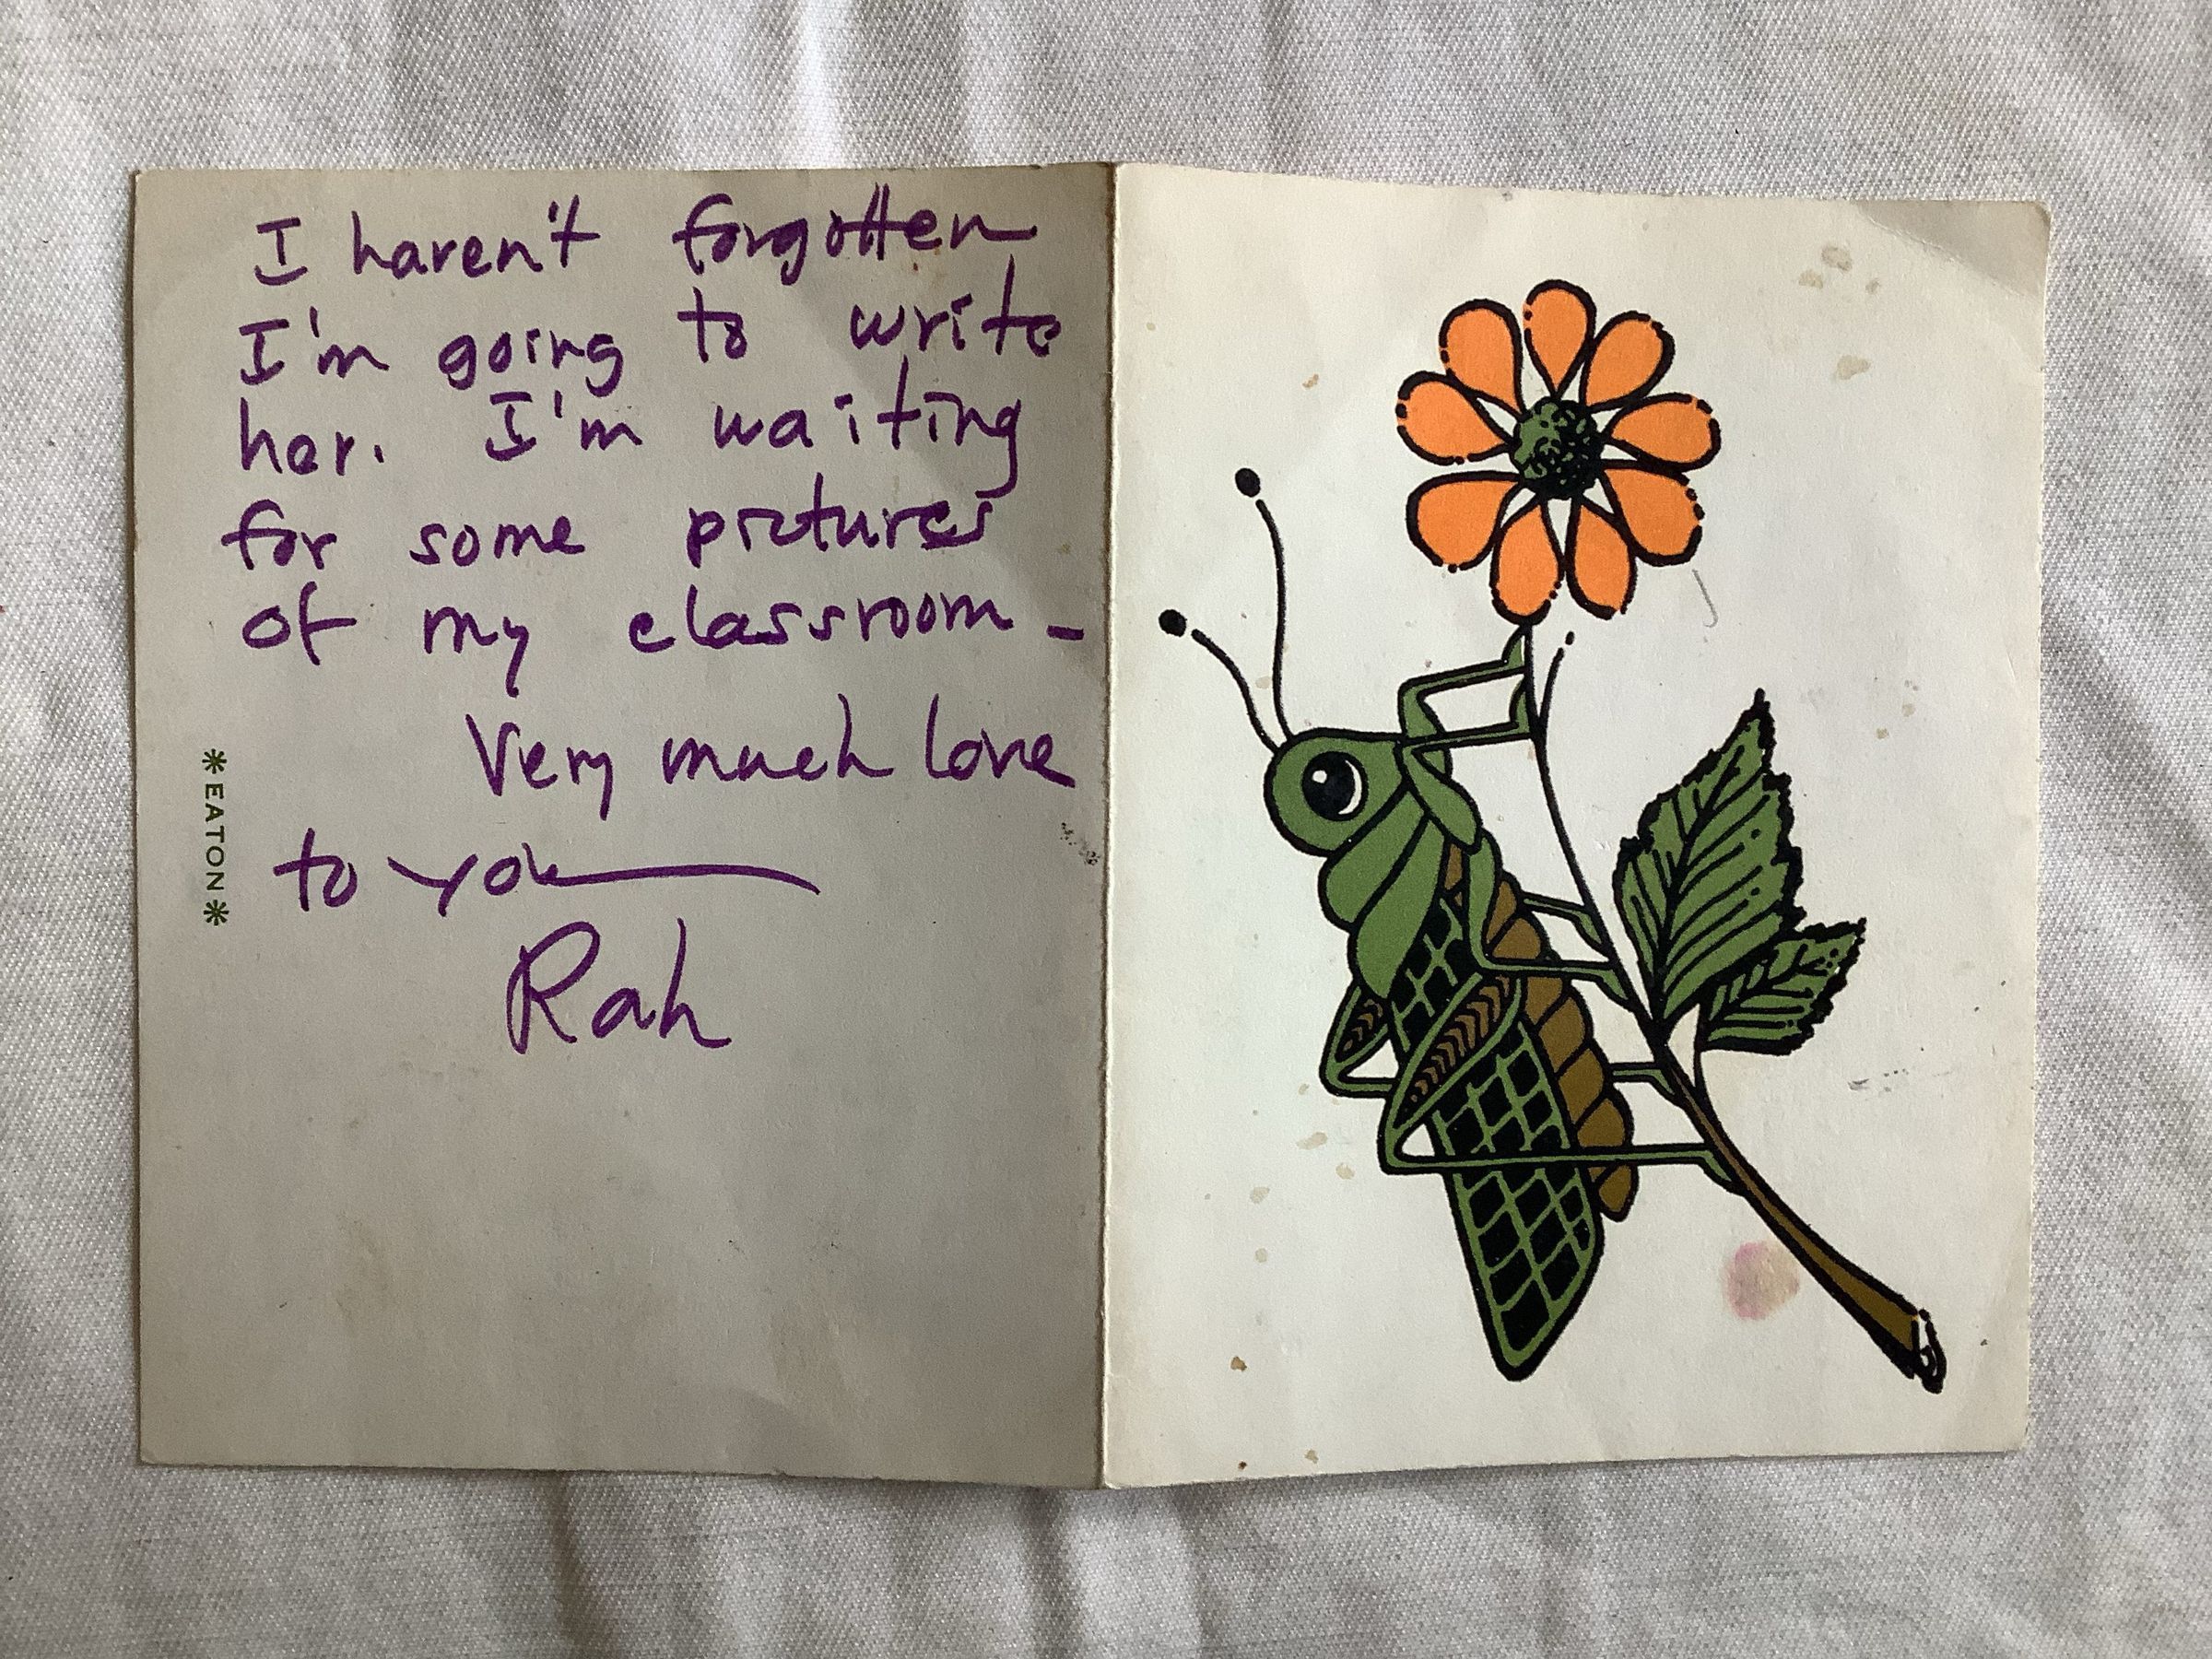 I haven't forgotten
I'm going to write
her. I'm waiting
for some pictures
of my classroom -
Very much love
to you
Rah
*EATON*